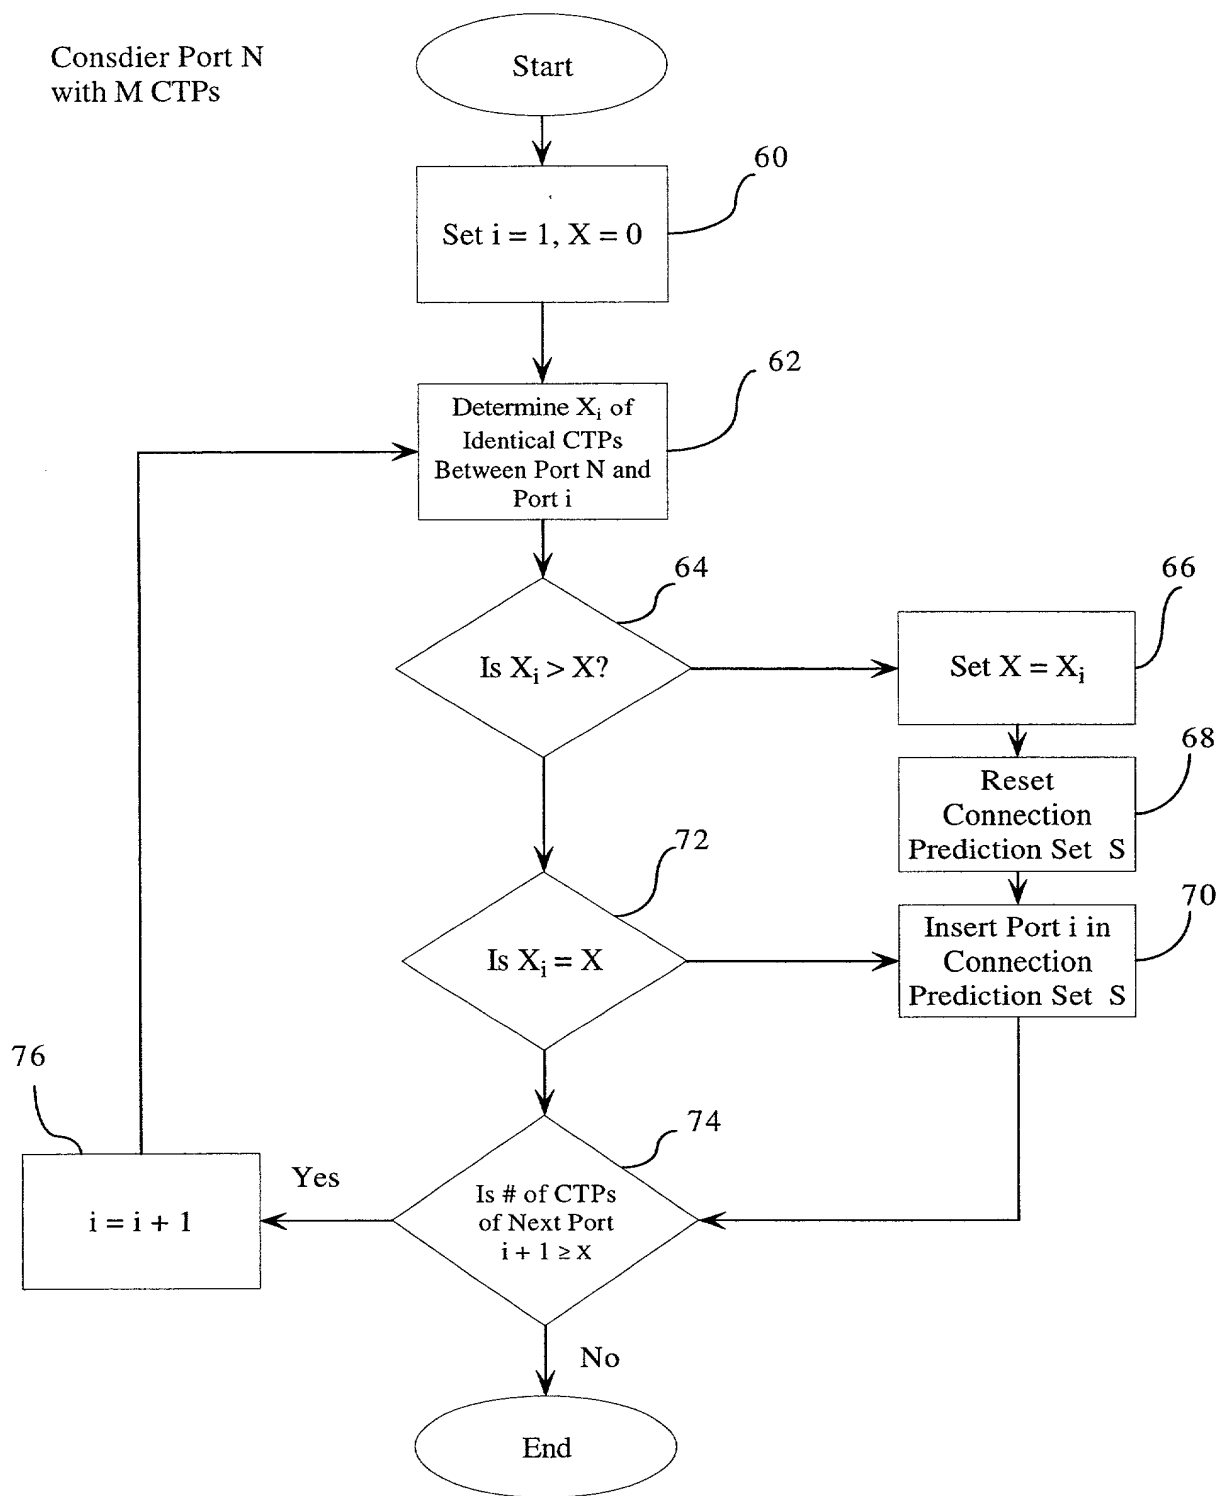 Consdier Port N
with M CTPs
Start
60
Set i = 1, X = 0
62
Determine Xᵢ of
Identical CTPs
Between Port N and
Port i
64
Is Xᵢ > X?
66
Set X = Xᵢ
68
Reset
Connection
Prediction Set S
72
Is Xᵢ = X
70
Insert Port i in
Connection
Prediction Set S
76
i = i + 1
Yes
74
Is # of CTPs
of Next Port
i + 1 ≥ X
No
End